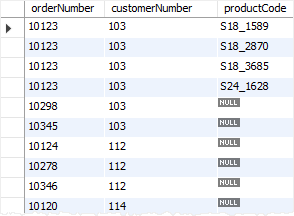 orderNumber customerNumber productCode
10123 103 S18_1589
10123 103 S18_2870
10123 103 S18_3685
10123 103 S24_1628
10298 103 NULL
10345 103 NULL
10124 112 NULL
10278 112 NULL
10346 112 NULL
10120 114 NULL